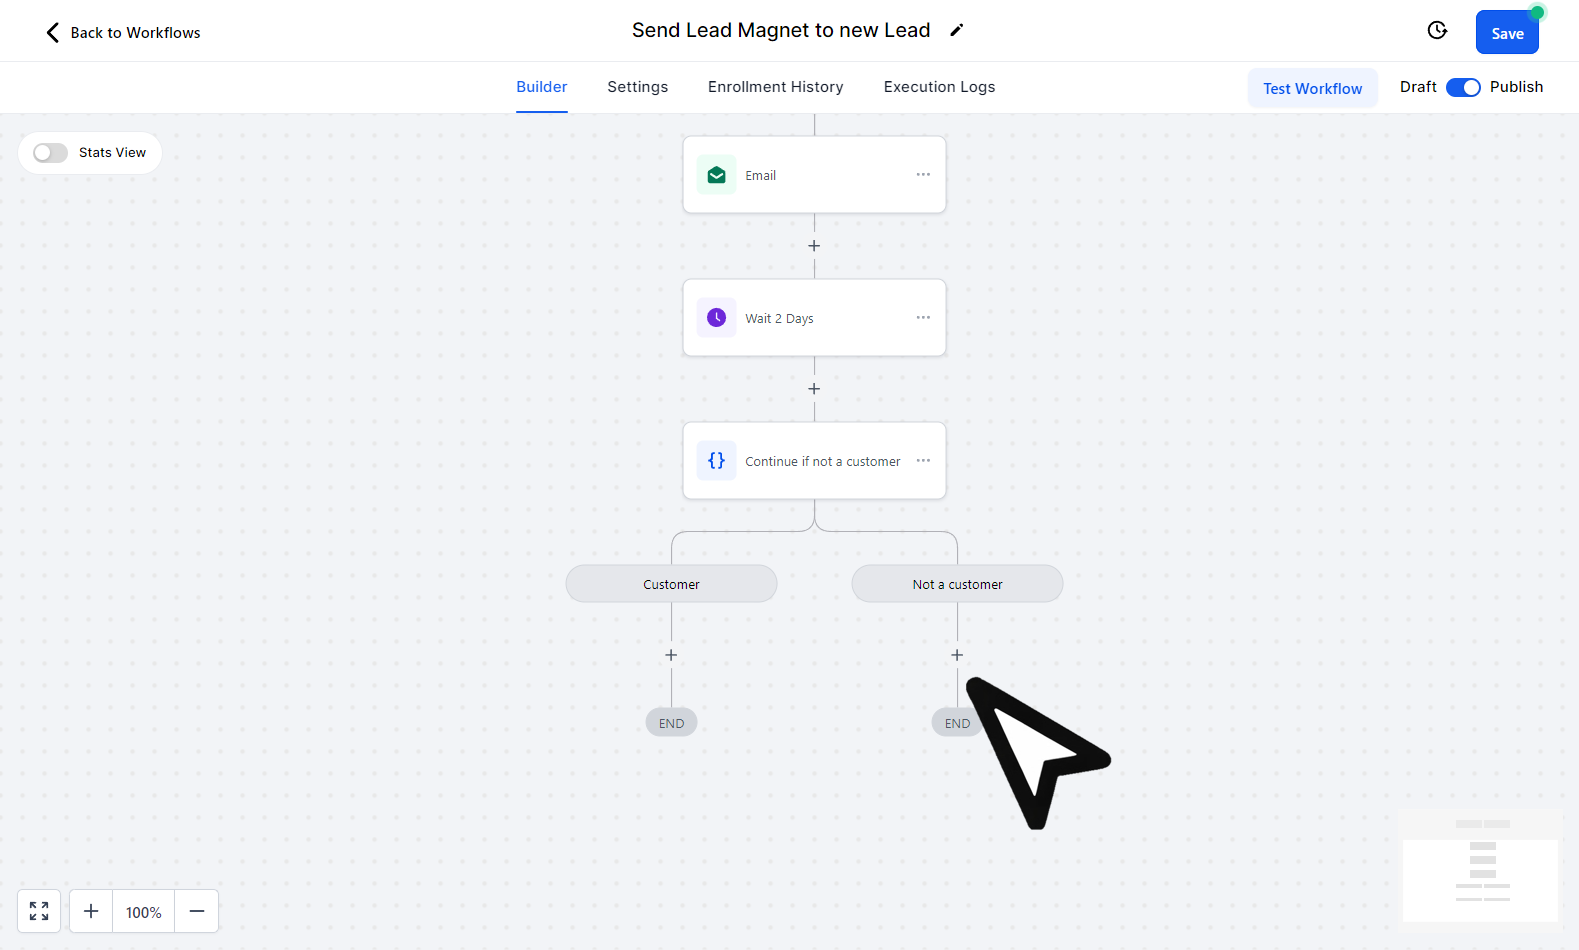 Back to Workflows
Send Lead Magnet to new Lead
Save
Builder
Settings
Enrollment History
Execution Logs
Test Workflow
Draft
Publish
Stats View
Email
Wait 2 Days
Continue if not a customer
Customer
Not a customer
END
END
100%